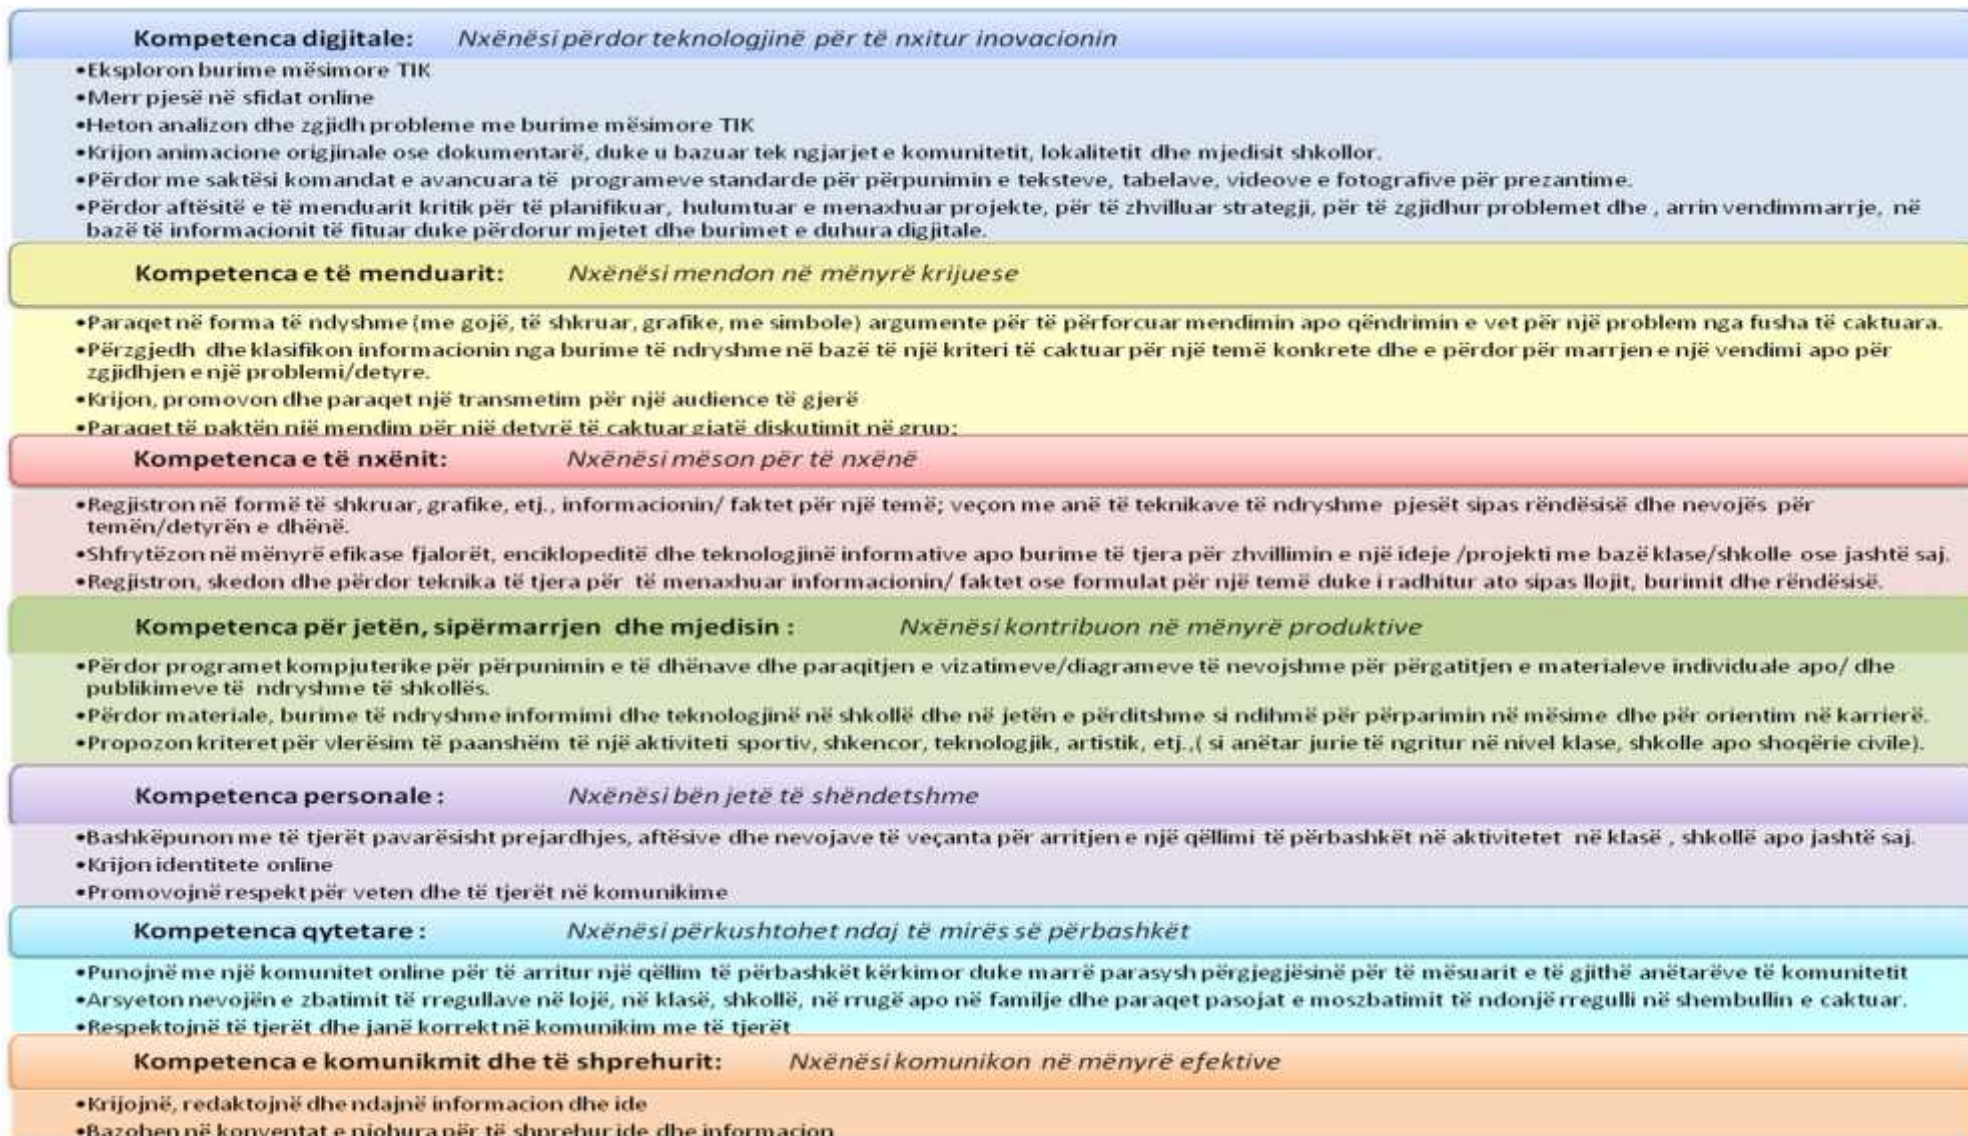 Kompetenca digjitale: Nxënësi përdor teknologjinë për të nxitur inovacionin
•Eksploron burime mësimore TIK
•Merr pjesë në sfidat online
•Heton analizon dhe zgjidh probleme me burime mësimore TIK
•Krijon animacione origjinale ose dokumentarë, duke u bazuar tek ngjarjet e komunitetit, lokalitetit dhe mjedisit shkollor.
•Përdor me saktësi komandat e avancuara të programeve standarde për përpunimin e teksteve, tabelave, videove e fotografive për prezantime.
•Përdor aftësitë e të menduarit kritik për të planifikuar, hulumtuar e menaxhuar projekte, për të zhvilluar strategji, për të zgjidhur problemet dhe , arrin vendimmarrje, në
bazë të informacionit të fituar duke përdorur mjetet dhe burimet e duhura digjitale.
Kompetenca e të menduarit: Nxënësi mendon në mënyrë krijuese
•Paraqet në forma të ndyshme (me gojë, të shkruar, grafike, me simbole) argumente për të përforcuar mendimin apo qëndrimin e vet për një problem nga fusha të caktuara.
•Përzgjedh dhe klasifikon informacionin nga burime të ndryshme në bazë të një kriteri të caktuar për një temë konkrete dhe e përdor për marrjen e një vendimi apo për
zgjidhjen e një problemi/detyre.
•Krijon, promovon dhe paraqet një transmetim për një audience të gjerë
•Paraqet të paktën një mendim për një detyrë të caktuar gjatë diskutimit në grup;
Kompetenca e të nxënit: Nxënësi mëson për të nxënë
•Regjistron në formë të shkruar, grafike, etj., informacionin/ faktet për një temë; veçon me anë të teknikave të ndryshme pjesët sipas rëndësisë dhe nevojës për
temën/detyrën e dhënë.
•Shfrytëzon në mënyrë efikase fjalorët, enciklopeditë dhe teknologjinë informative apo burime të tjera për zhvillimin e një ideje /projekti me bazë klase/shkolle ose jashtë saj.
•Regjistron, skedon dhe përdor teknika të tjera për të menaxhuar informacionin/ faktet ose formulat për një temë duke i radhitur ato sipas llojit, burimit dhe rëndësisë.
Kompetenca për jetën, sipërmarrjen dhe mjedisin : Nxënësi kontribuon në mënyrë produktive
•Përdor programet kompjuterike për përpunimin e të dhënave dhe paraqitjen e vizatimeve/diagrameve të nevojshme për përgatitjen e materialeve individuale apo/ dhe
publikimeve të ndryshme të shkollës.
•Përdor materiale, burime të ndryshme informimi dhe teknologjinë në shkollë dhe në jetën e përditshme si ndihmë për përparimin në mësime dhe për orientim në karrierë.
•Propozon kriteret për vlerësim të paanshëm të një aktiviteti sportiv, shkencor, teknologjik, artistik, etj.,( si anëtar jurie të ngritur në nivel klase, shkolle apo shoqërie civile).
Kompetenca personale : Nxënësi bën jetë të shëndetshme
•Bashkëpunon me të tjerët pavarësisht prejardhjes, aftësive dhe nevojave të veçanta për arritjen e një qëllimi të përbashkët në aktivitetet në klasë , shkollë apo jashtë saj.
•Krijon identitete online
•Promovojnë respekt për veten dhe të tjerët në komunikime
Kompetenca qytetare : Nxënësi përkushtohet ndaj të mirës së përbashkët
•Punojnë me një komunitet online për të arritur një qëllim të përbashkët kërkimor duke marrë parasysh përgjegjësinë për të mësuarit e të gjithë anëtarëve të komunitetit
•Arsyeton nevojën e zbatimit të rregullave në lojë, në klasë, shkollë, në rrugë apo në familje dhe paraqet pasojat e moszbatimit të ndonjë rregulli në shembullin e caktuar.
•Respektojnë të tjerët dhe janë korrekt në komunikim me të tjerët
Kompetenca e komunikmit dhe të shprehurit: Nxënësi komunikon në mënyrë efektive
•Krijojnë, redaktojnë dhe ndajnë informacion dhe ide
•Bazohen në konventat e njohura për të shprehur ide dhe informacion